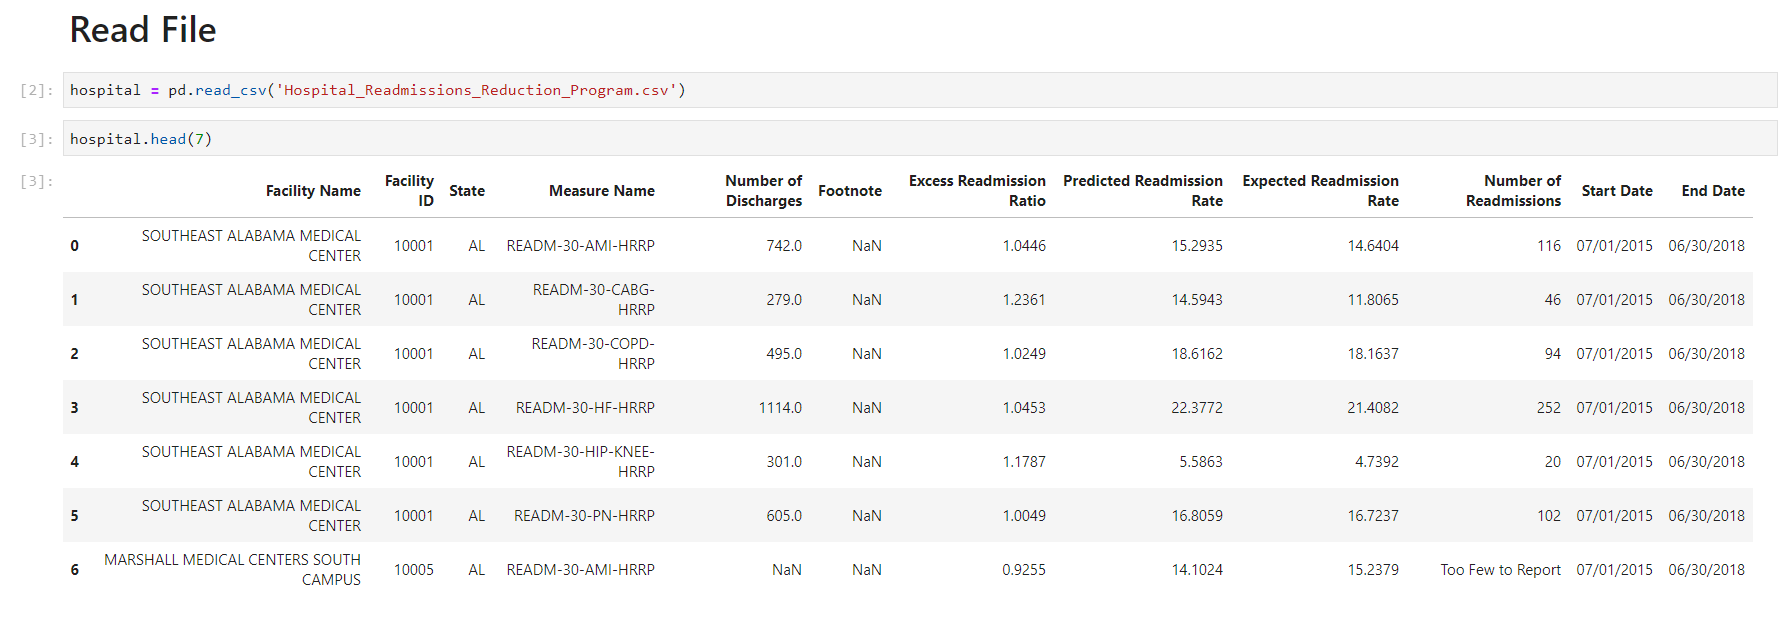 Read File
[2]: hospital = pd.read_csv('Hospital_Readmissions_Reduction_Program.csv')
[3]: hospital.head(7)
[3]:
Facility Name Facility ID State Measure Name Number of Discharges Footnote Excess Readmission Ratio Predicted Readmission Rate Expected Readmission Rate Number of Readmissions Start Date End Date
0 SOUTHEAST ALABAMA MEDICAL CENTER 10001 AL READM-30-AMI-HRRP 742.0 NaN 1.0446 15.2935 14.6404 116 07/01/2015 06/30/2018
1 SOUTHEAST ALABAMA MEDICAL CENTER 10001 AL READM-30-CABG-HRRP 279.0 NaN 1.2361 14.5943 11.8065 46 07/01/2015 06/30/2018
2 SOUTHEAST ALABAMA MEDICAL CENTER 10001 AL READM-30-COPD-HRRP 495.0 NaN 1.0249 18.6162 18.1637 94 07/01/2015 06/30/2018
3 SOUTHEAST ALABAMA MEDICAL CENTER 10001 AL READM-30-HF-HRRP 1114.0 NaN 1.0453 22.3772 21.4082 252 07/01/2015 06/30/2018
4 SOUTHEAST ALABAMA MEDICAL CENTER 10001 AL READM-30-HIP-KNEE-HRRP 301.0 NaN 1.1787 5.5863 4.7392 20 07/01/2015 06/30/2018
5 SOUTHEAST ALABAMA MEDICAL CENTER 10001 AL READM-30-PN-HRRP 605.0 NaN 1.0049 16.8059 16.7237 102 07/01/2015 06/30/2018
6 MARSHALL MEDICAL CENTERS SOUTH CAMPUS 10005 AL READM-30-AMI-HRRP NaN NaN 0.9255 14.1024 15.2379 Too Few to Report 07/01/2015 06/30/2018